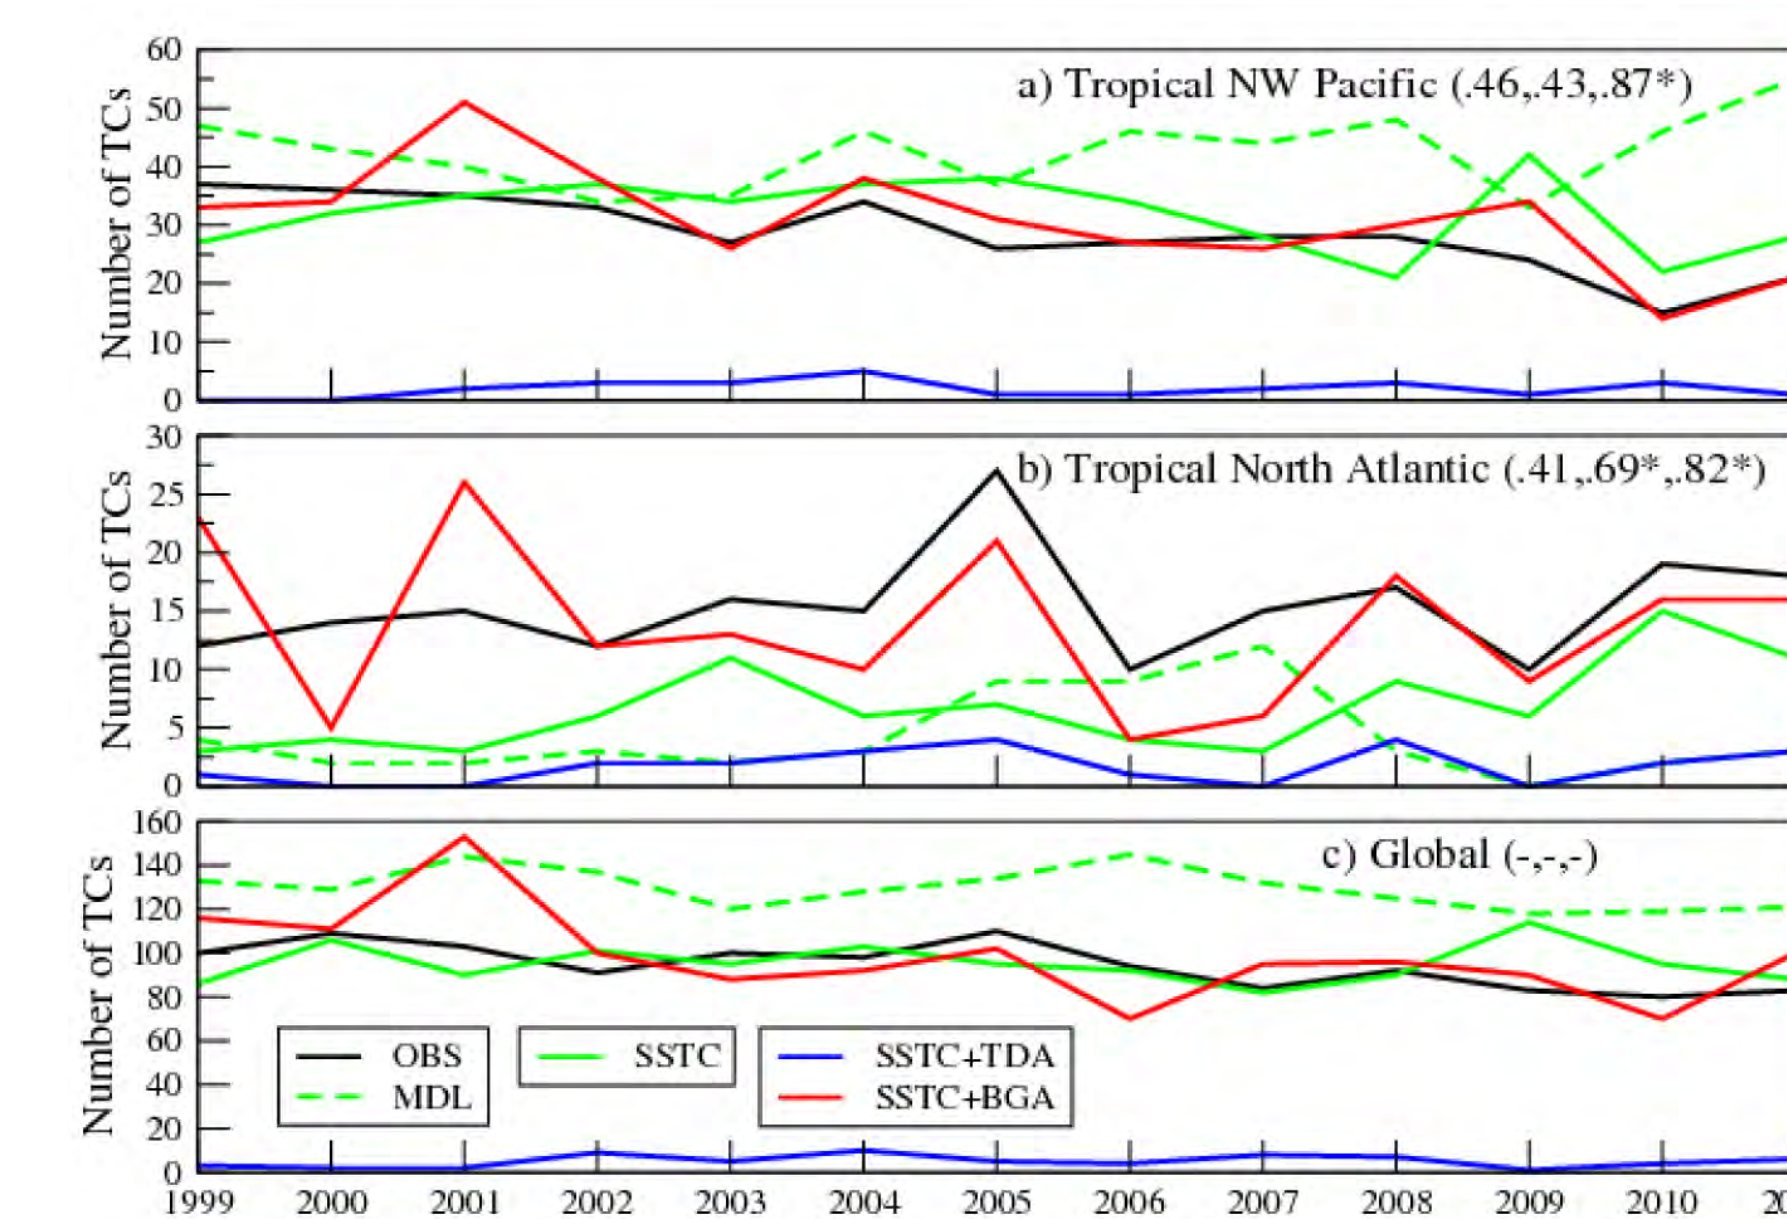 60
a) Tropical NW Pacific (.46,.43,.87*)
50
40
30
20
10
0
Number of TCs
30
b) Tropical North Atlantic (.41,.69*,.82*)
25
20
15
10
5
0
Number of TCs
160
c) Global (-,-,-)
140
120
100
80
60
40
20
0
Number of TCs
OBS
MDL
SSTC
SSTC+TDA
SSTC+BGA
1999 2000 2001 2002 2003 2004 2005 2006 2007 2008 2009 2010